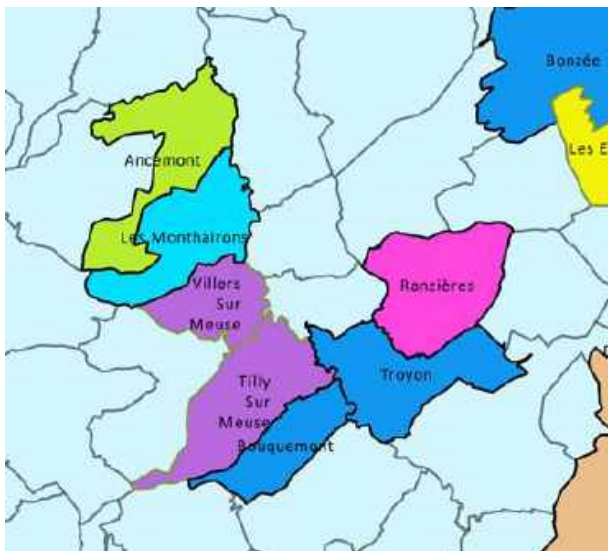 Bonzée
Les E
Ancemont
Les Monthairons
Villers
Sur
Meuse
Ranzières
Troyon
Tilly
Sur
Meuse
Bouquemont